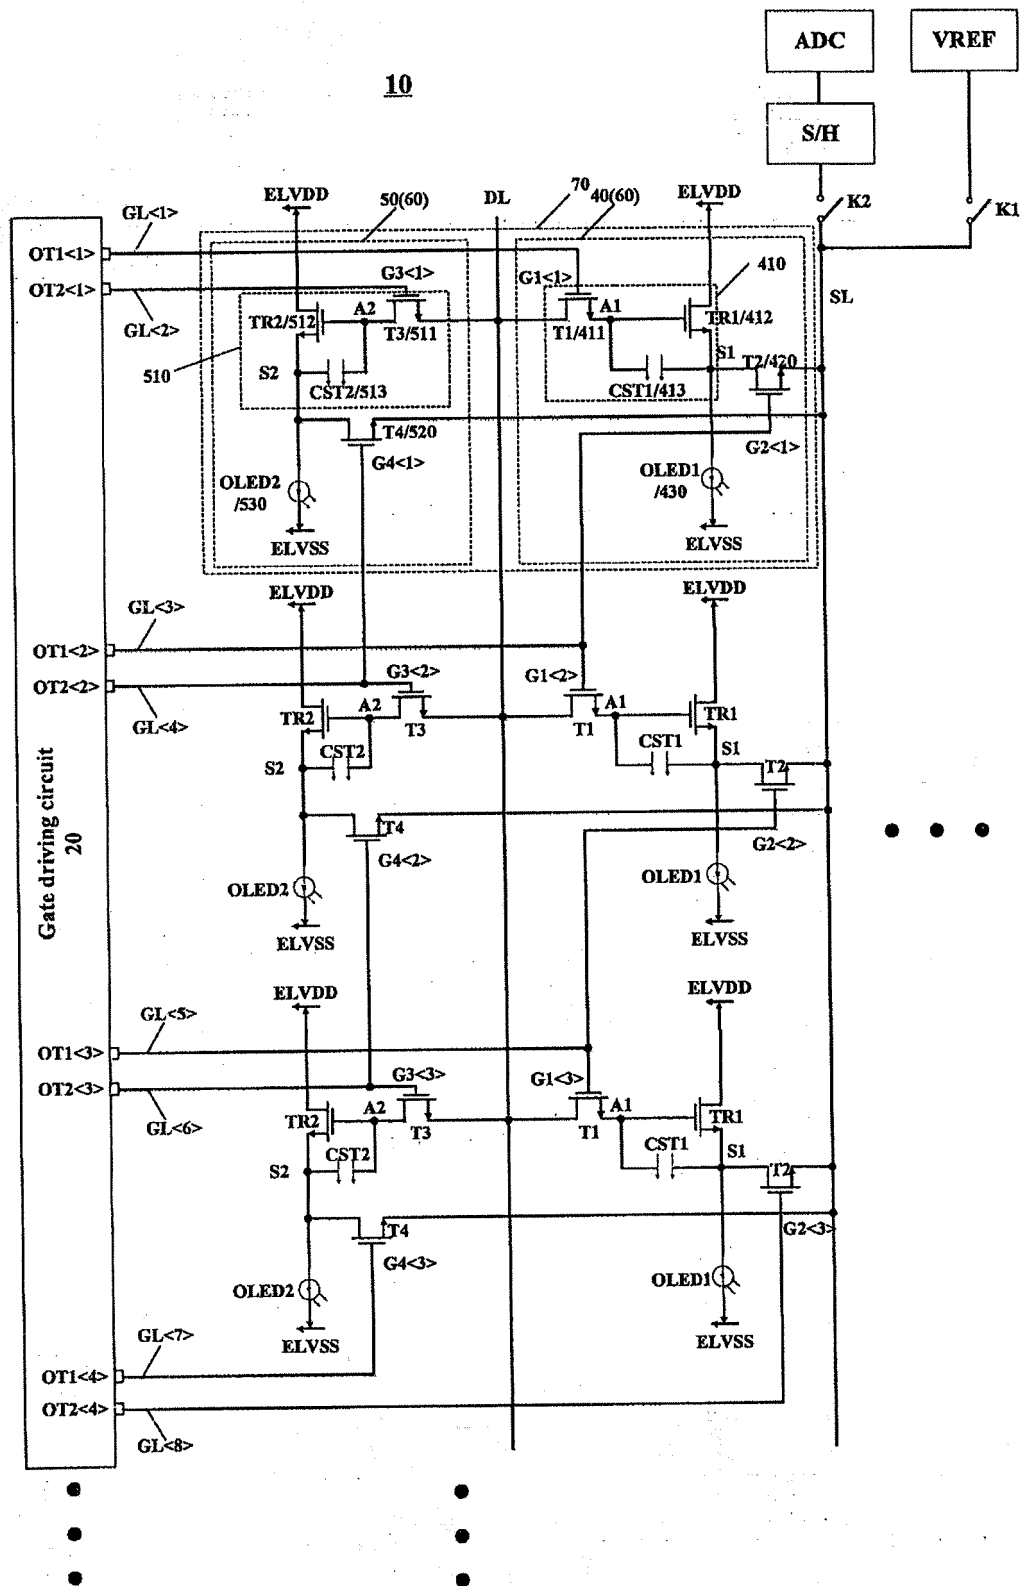 ADC
VREF
10
S/H
K2
K1
ELVDD
50(60)
DL
70
40(60)
ELVDD
GL<1>
OT1<1>
G3<1>
G1<1>
410
OT2<1>
GL<2>
TR2/512
A2
T3/511
T1/411
A1
TR1/412
SL
510
S2
CST2/513
CST1/413
S1
T2/420
T4/520
G4<1>
G2<1>
OLED2
/530
OLED1
/430
ELVSS
ELVSS
ELVDD
ELVDD
GL<3>
OT1<2>
OT2<2>
G3<2>
G1<2>
GL<4>
TR2
A2
T3
T1
A1
TR1
S2
CST2
CST1
S1
T2
T4
G4<2>
G2<2>
Gate driving circuit
20
OLED2
OLED1
ELVSS
ELVSS
ELVDD
ELVDD
GL<5>
OT1<3>
OT2<3>
G3<3>
G1<3>
GL<6>
TR2
A2
T3
T1
A1
TR1
S2
CST2
CST1
S1
T2
T4
G4<3>
G2<3>
OLED2
OLED1
ELVSS
ELVSS
GL<7>
OT1<4>
OT2<4>
GL<8>